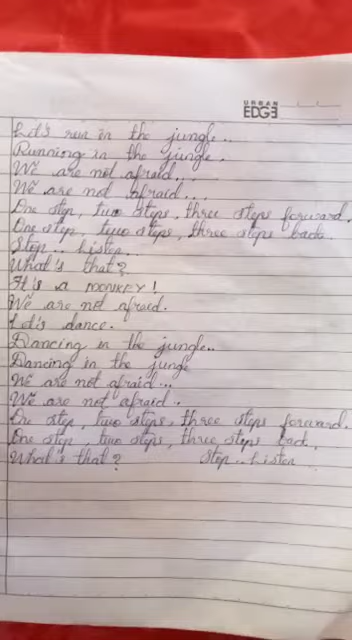 URBAN
EDGE
Let's run in the jungle..
Running in the jungle.
We are not afraid...
We are not afraid...
One step, two steps, three steps forward.
One step, two steps, three steps back.
Stop.. Listen...
What's that?
It's a MONKEY!
We are not afraid.
Let's dance.
Dancing in the jungle..
Dancing in the jungle
We are not afraid...
We are not afraid.
One step, two steps, three steps forward.
One step, two steps, three steps back.
What's that? Stop.. Listen